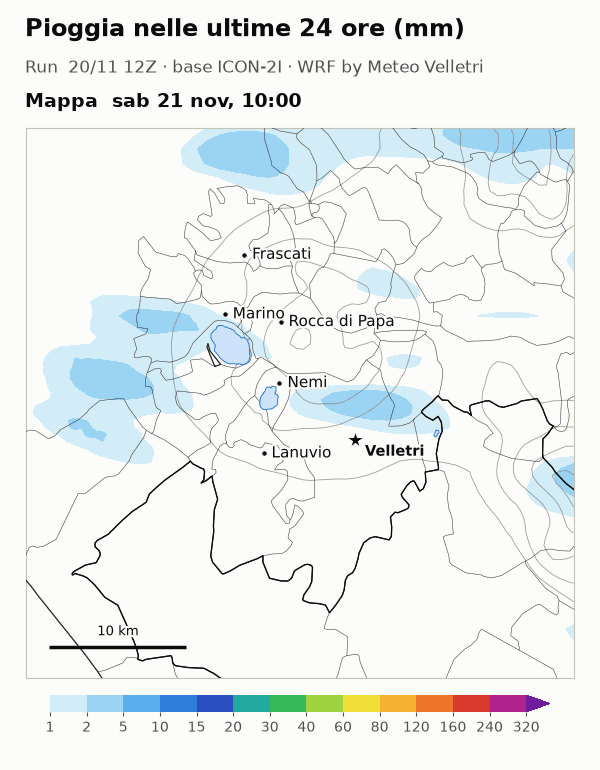 Pioggia nelle ultime 24 ore (mm)
Run  20/11 12Z · base ICON-2I · WRF by Meteo Velletri
Mappa  sab 21 nov, 10:00
Frascati
Marino
Rocca di Papa
Nemi
Velletri
Lanuvio
10 km
1 2 5 10 15 20 30 40 60 80 120 160 240 320